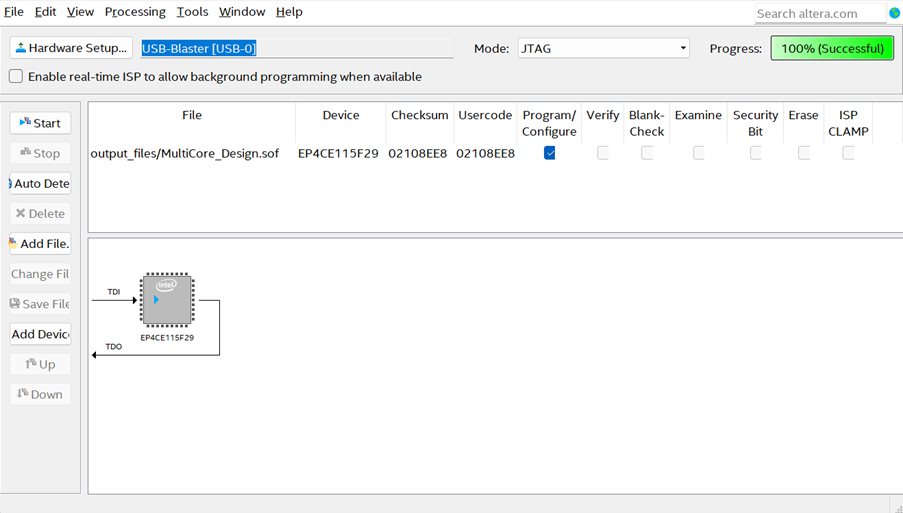 File Edit View Processing Tools Window Help
Search altera.com
Hardware Setup... USB-Blaster [USB-0] Mode: JTAG Progress: 100% (Successful)
Enable real-time ISP to allow background programming when available
Start
Stop
Auto Dete
Delete
Add File.
Change Fil
Save File
Add Devic
Up
Down
File Device Checksum Usercode Program/ Verify Blank- Examine Security Erase ISP
Configure Check Bit CLAMP
output_files/MultiCore_Design.sof EP4CE115F29 02108EE8 02108EE8
intel
TDI
EP4CE115F29
TDO